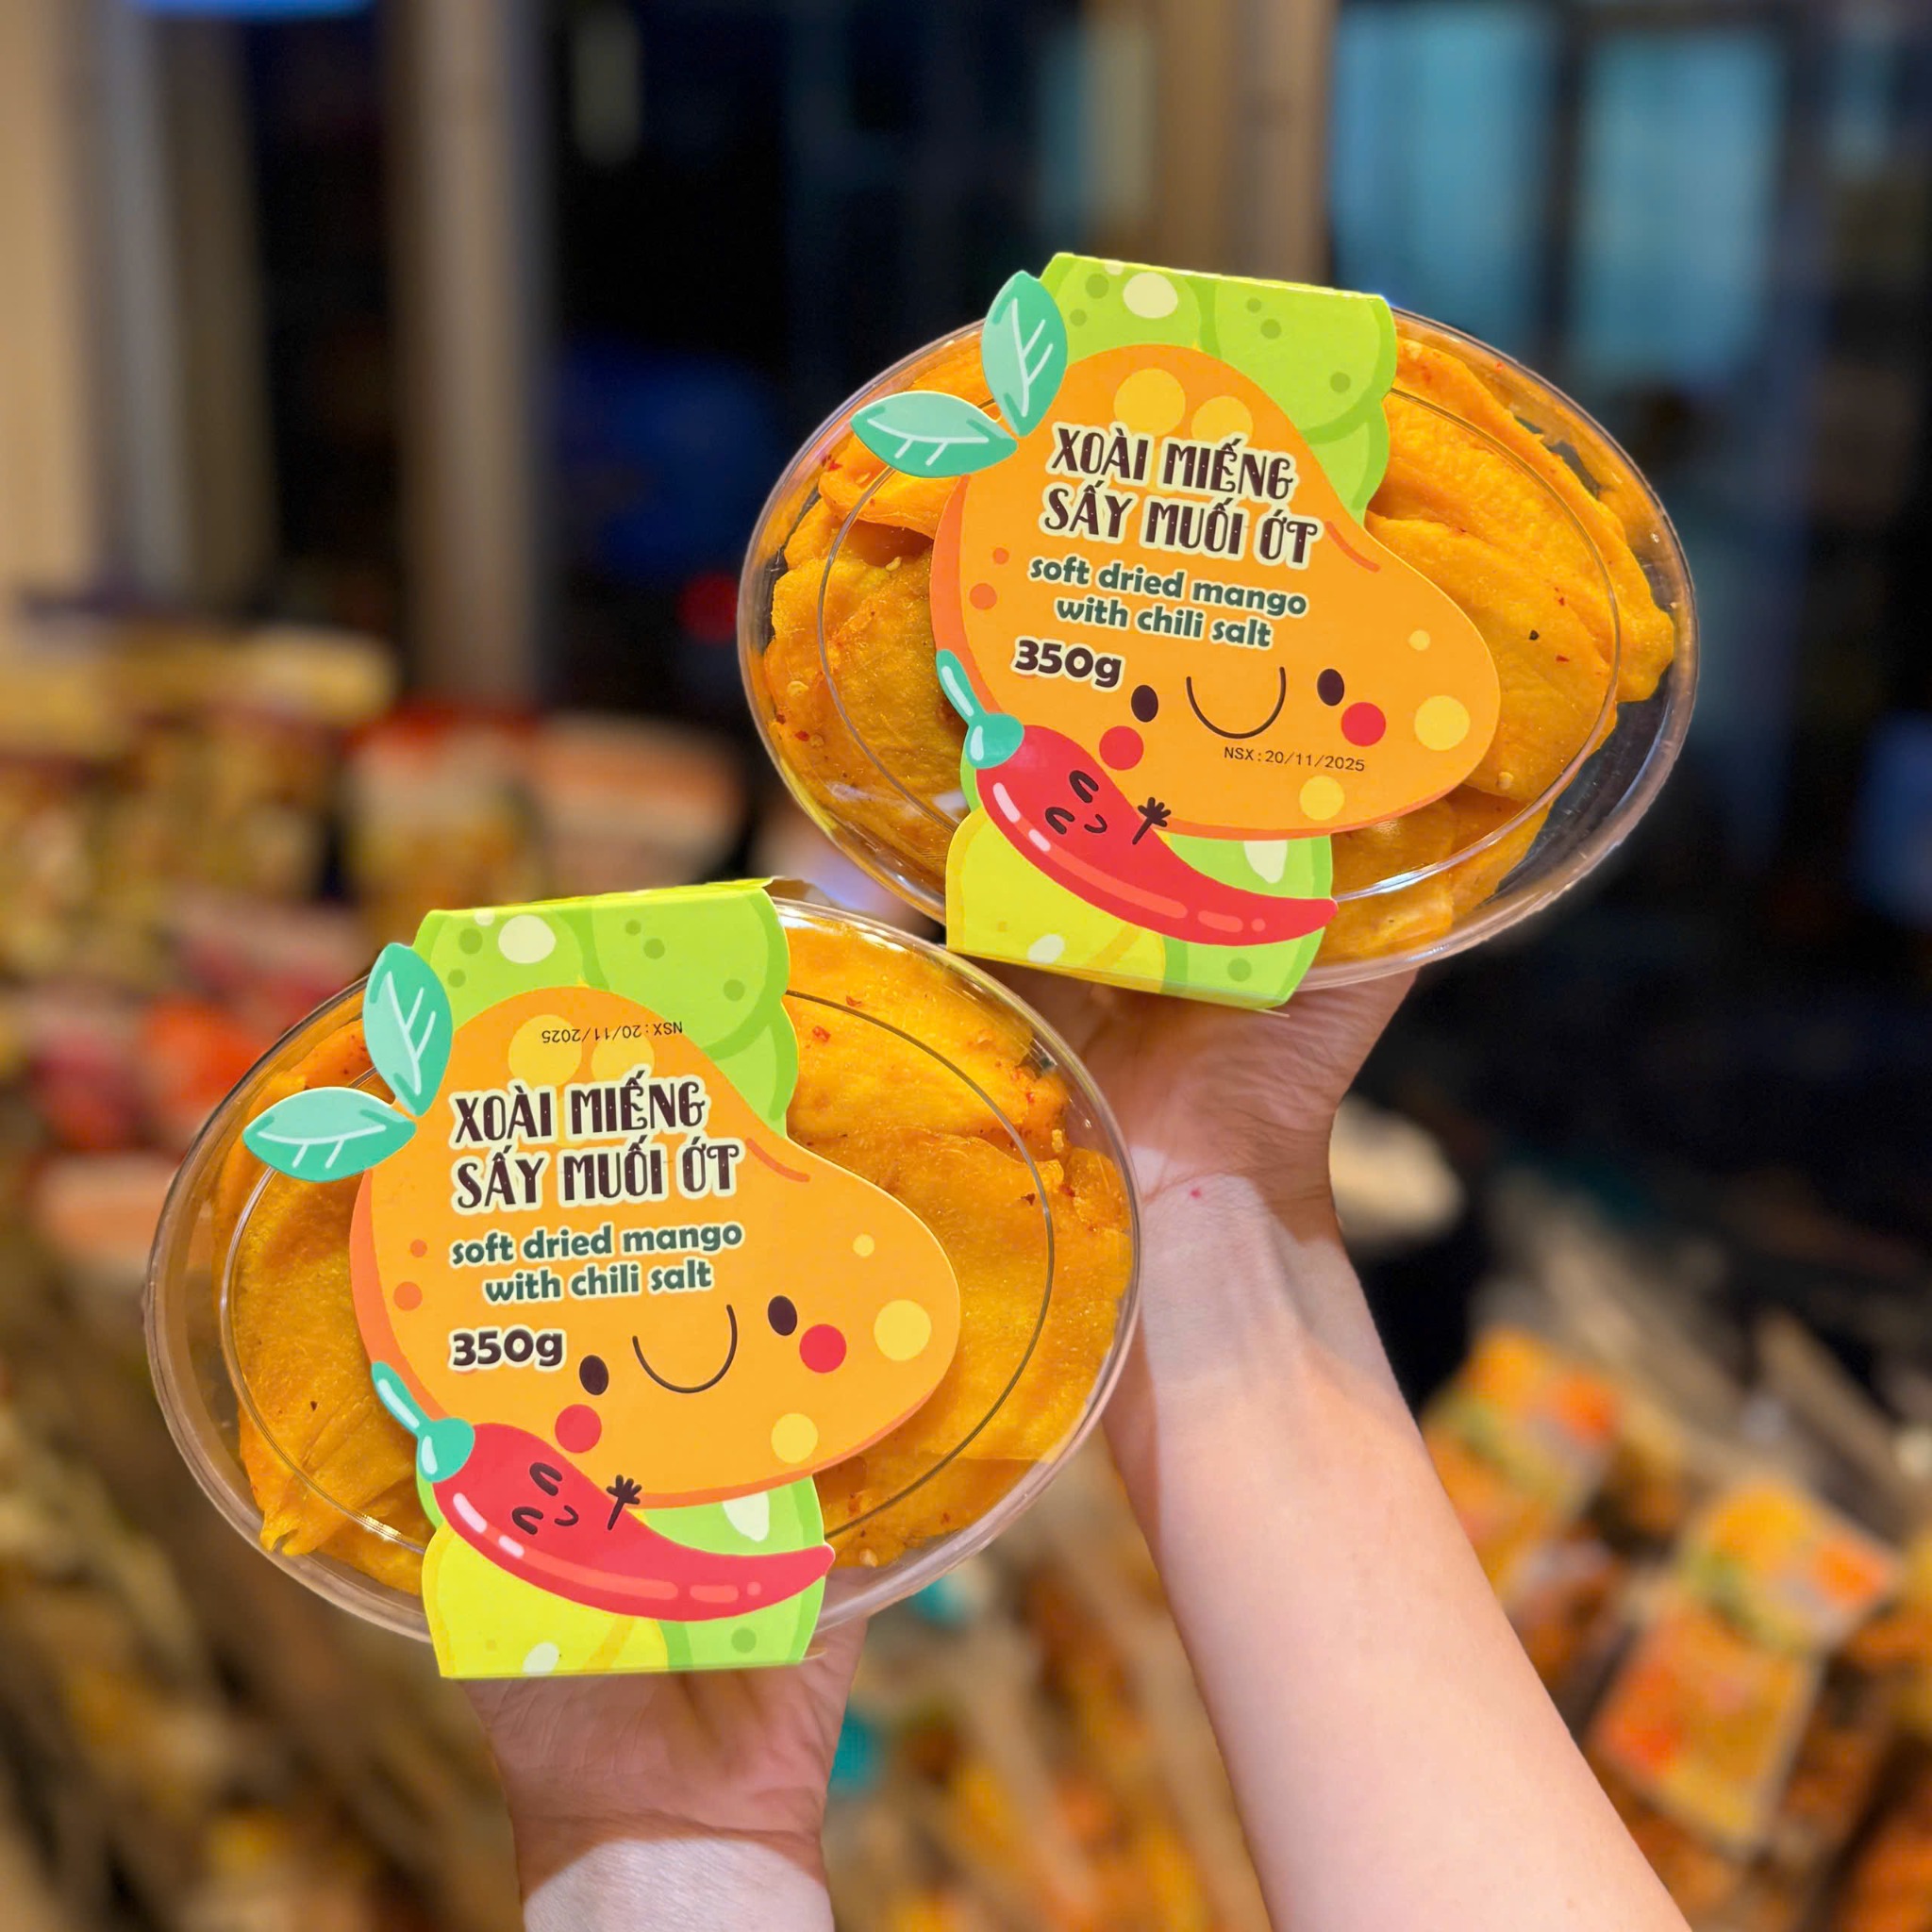 XOÀI MIẾNG
SẤY MUỐI ỚT
soft dried mango
with chili salt
350g
NSX:20/11/2025
NSX:20/11/2025
XOÀI MIẾNG
SẤY MUỐI ỚT
soft dried mango
with chili salt
350g